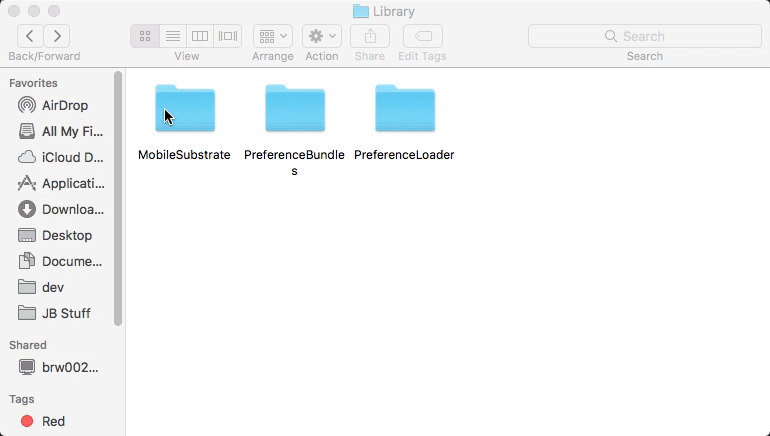 Library
Back/Forward
View
Arrange
Action
Share
Edit Tags
Search
Search
Favorites
AirDrop
All My Fi...
iCloud D...
Applicati...
Downloa...
Desktop
Docume...
dev
JB Stuff
Shared
brw002...
Tags
Red
MobileSubstrate
PreferenceBundle
s
PreferenceLoader